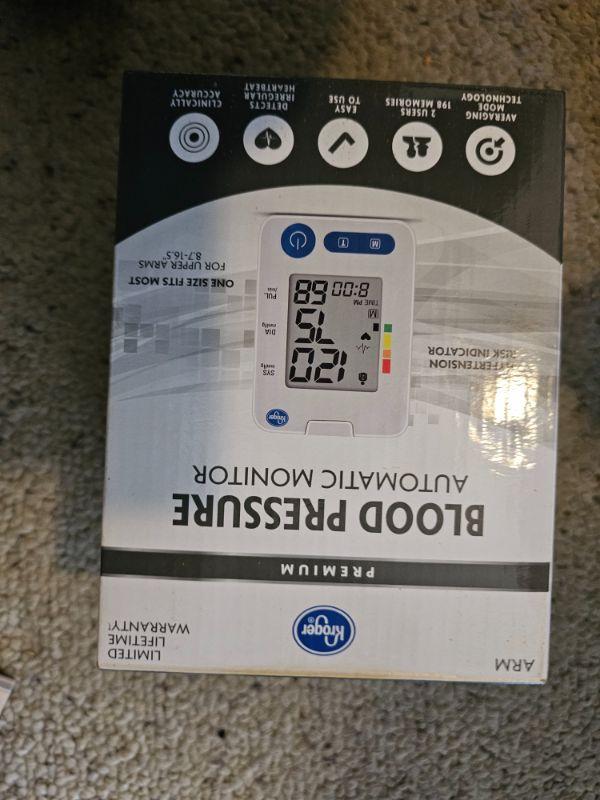 ARM
Kroger®
LIMITED
LIFETIME
WARRANTY†
PREMIUM
BLOOD PRESSURE
AUTOMATIC MONITOR
Kroger
HYPERTENSION
RISK INDICATOR
SYS
mmHg
120
DIA
mmHg
75
M
TIME PM
8:00
PUL
/min
M
T
ONE SIZE FITS MOST
FOR UPPER ARMS
8.7-16.5"
AVERAGING
MODE
TECHNOLOGY
2 USERS
198 MEMORIES
EASY
TO USE
DETECTS
IRREGULAR
HEARTBEAT
CLINICALLY
ACCURACY